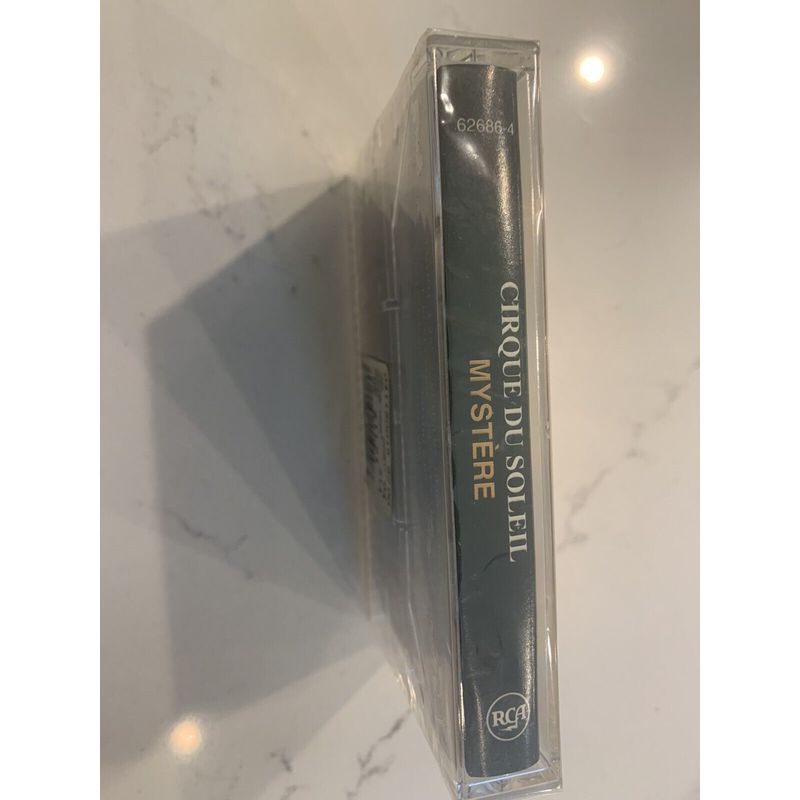 62686-4
CIRQUE DU SOLEIL
MYSTÈRE
RCA